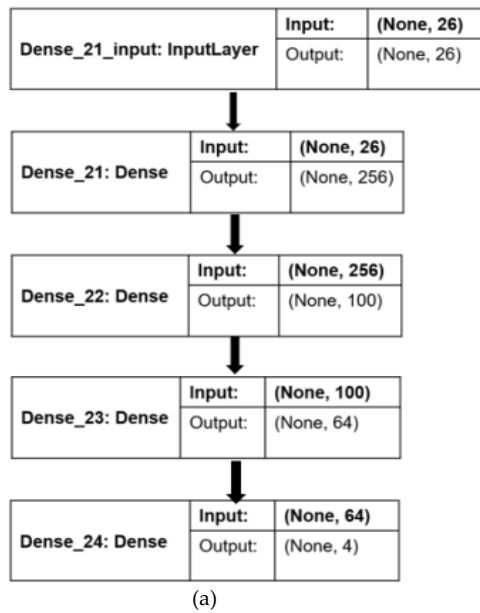 Dense_21_input: InputLayer
Input: (None, 26)
Output: (None, 26)
Dense_21: Dense
Input: (None, 26)
Output: (None, 256)
Dense_22: Dense
Input: (None, 256)
Output: (None, 100)
Dense_23: Dense
Input: (None, 100)
Output: (None, 64)
Dense_24: Dense
Input: (None, 64)
Output: (None, 4)
(a)